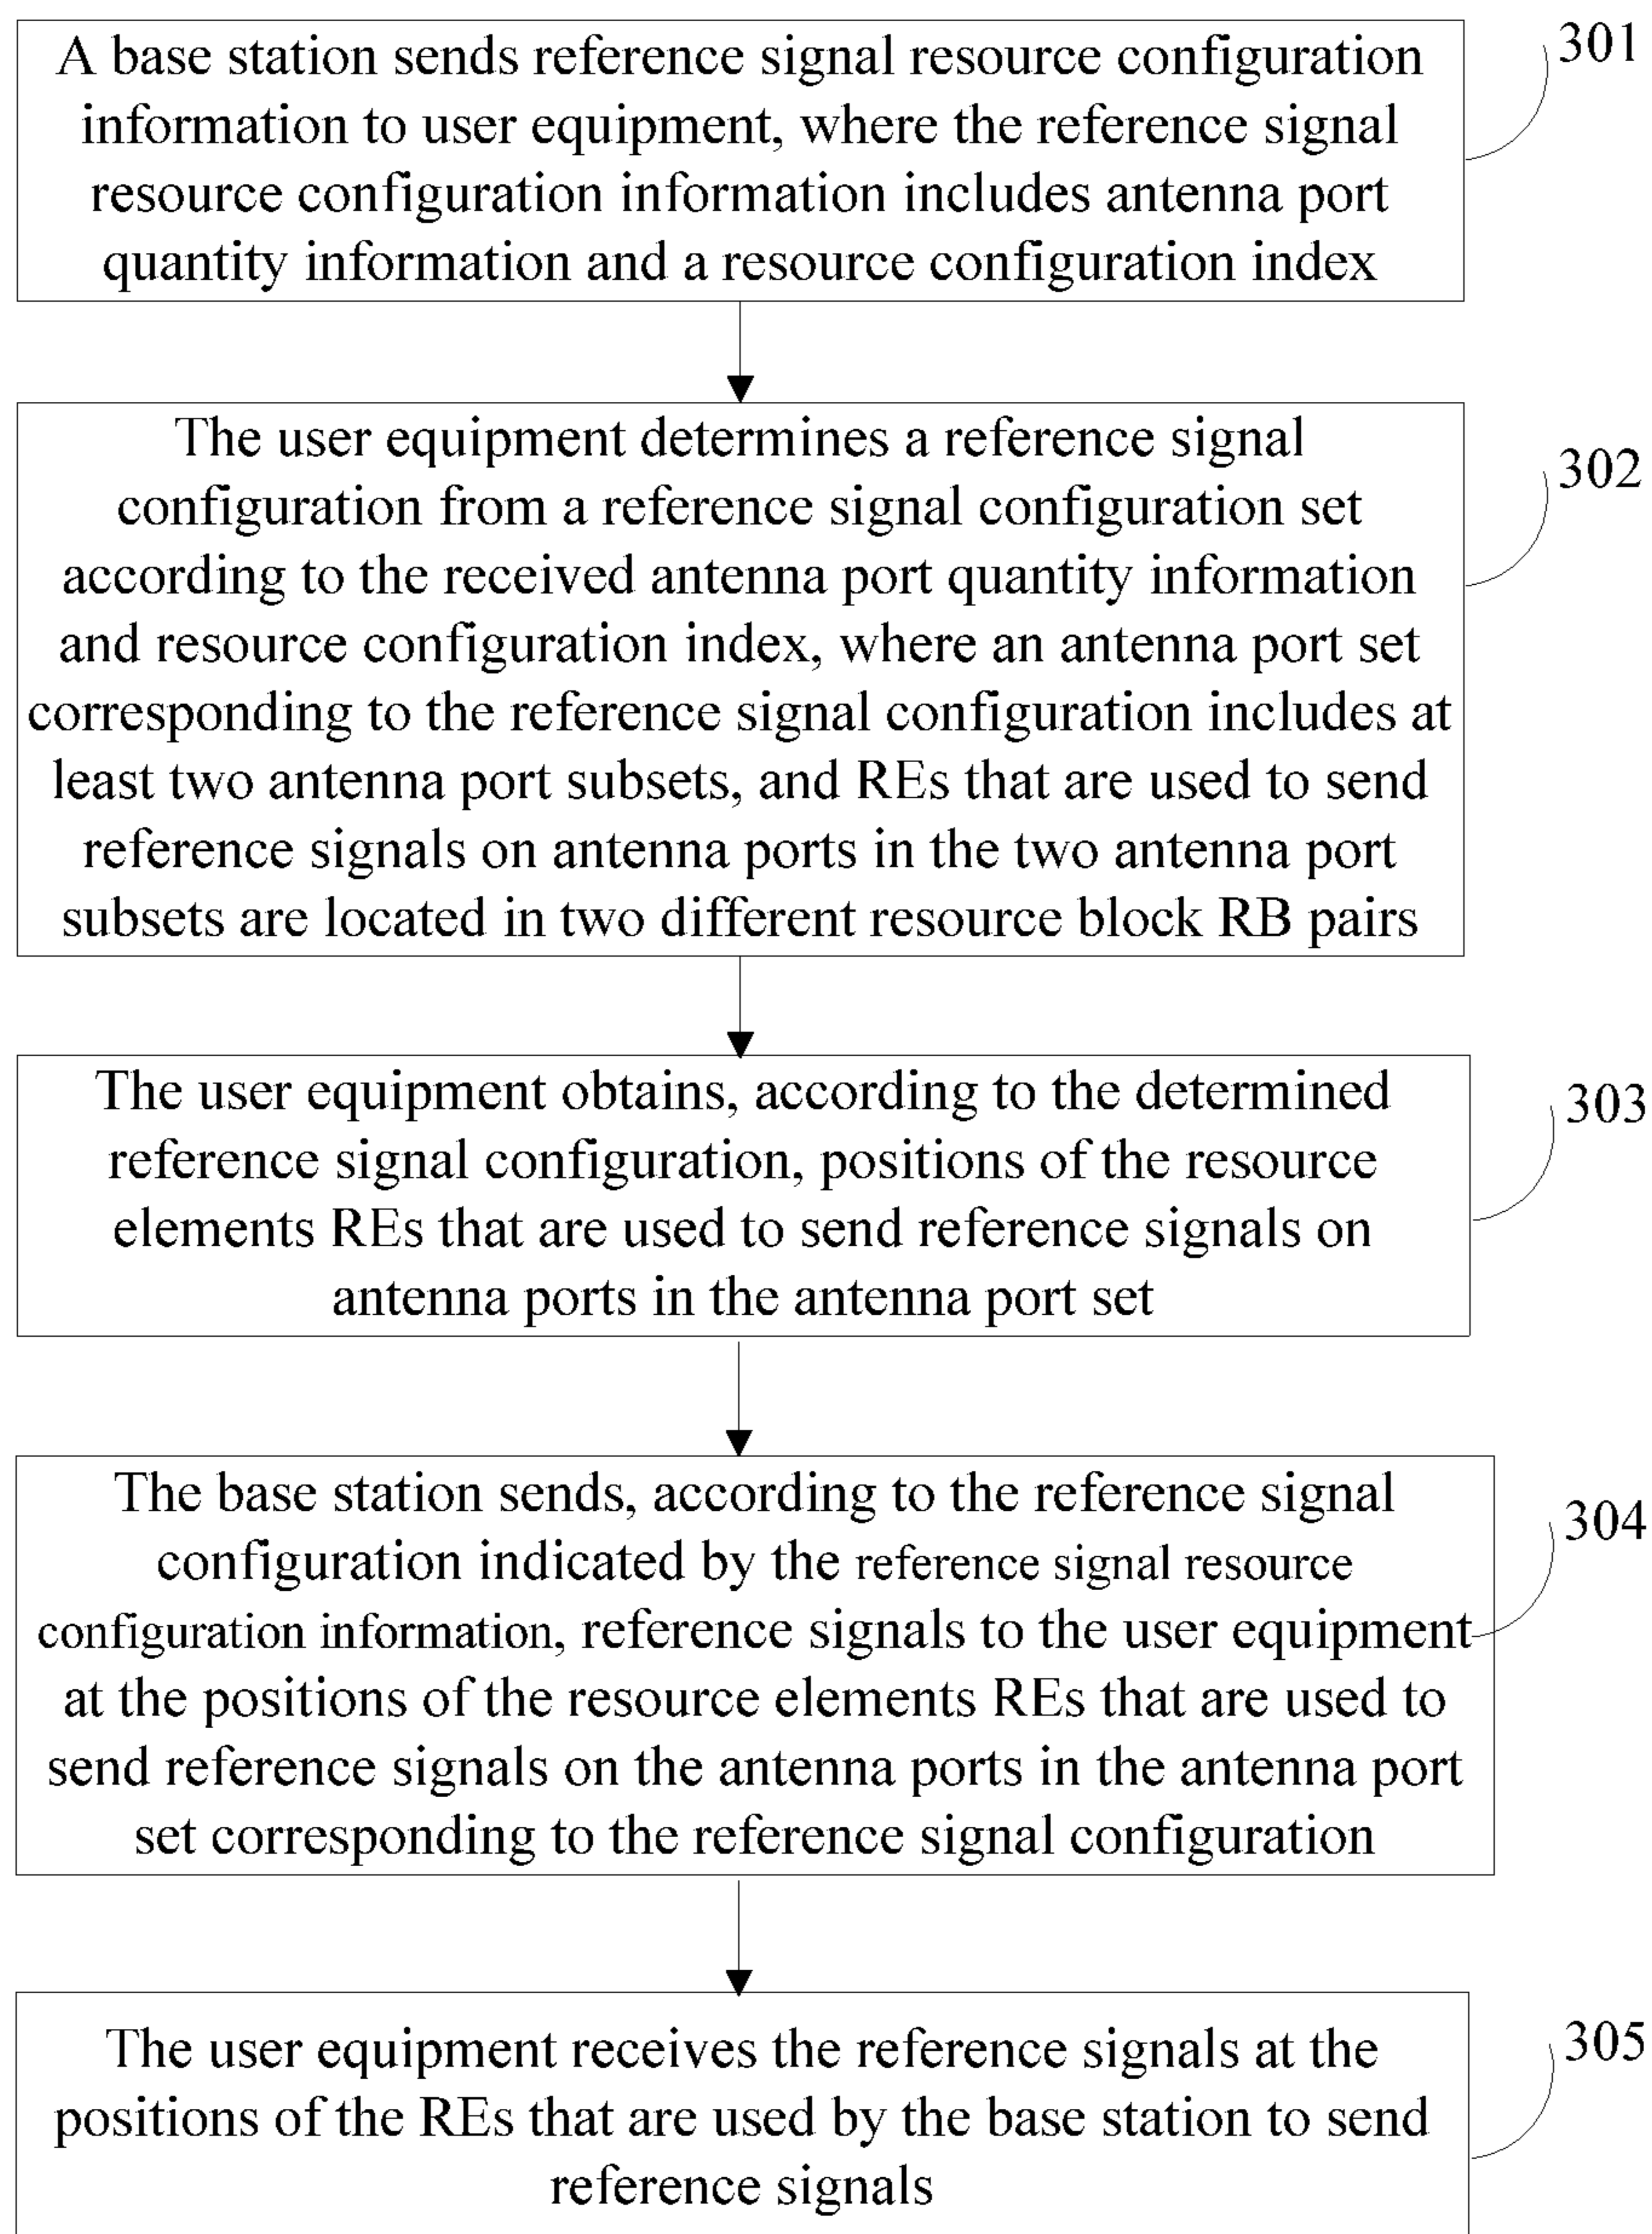 A base station sends reference signal resource configuration
information to user equipment, where the reference signal
resource configuration information includes antenna port
quantity information and a resource configuration index
301
The user equipment determines a reference signal
configuration from a reference signal configuration set
according to the received antenna port quantity information
and resource configuration index, where an antenna port set
corresponding to the reference signal configuration includes at
least two antenna port subsets, and REs that are used to send
reference signals on antenna ports in the two antenna port
subsets are located in two different resource block RB pairs
302
The user equipment obtains, according to the determined
reference signal configuration, positions of the resource
elements REs that are used to send reference signals on
antenna ports in the antenna port set
303
The base station sends, according to the reference signal
configuration indicated by the reference signal resource
configuration information, reference signals to the user equipment
at the positions of the resource elements REs that are used to
send reference signals on the antenna ports in the antenna port
set corresponding to the reference signal configuration
304
The user equipment receives the reference signals at the
positions of the REs that are used by the base station to send
reference signals
305